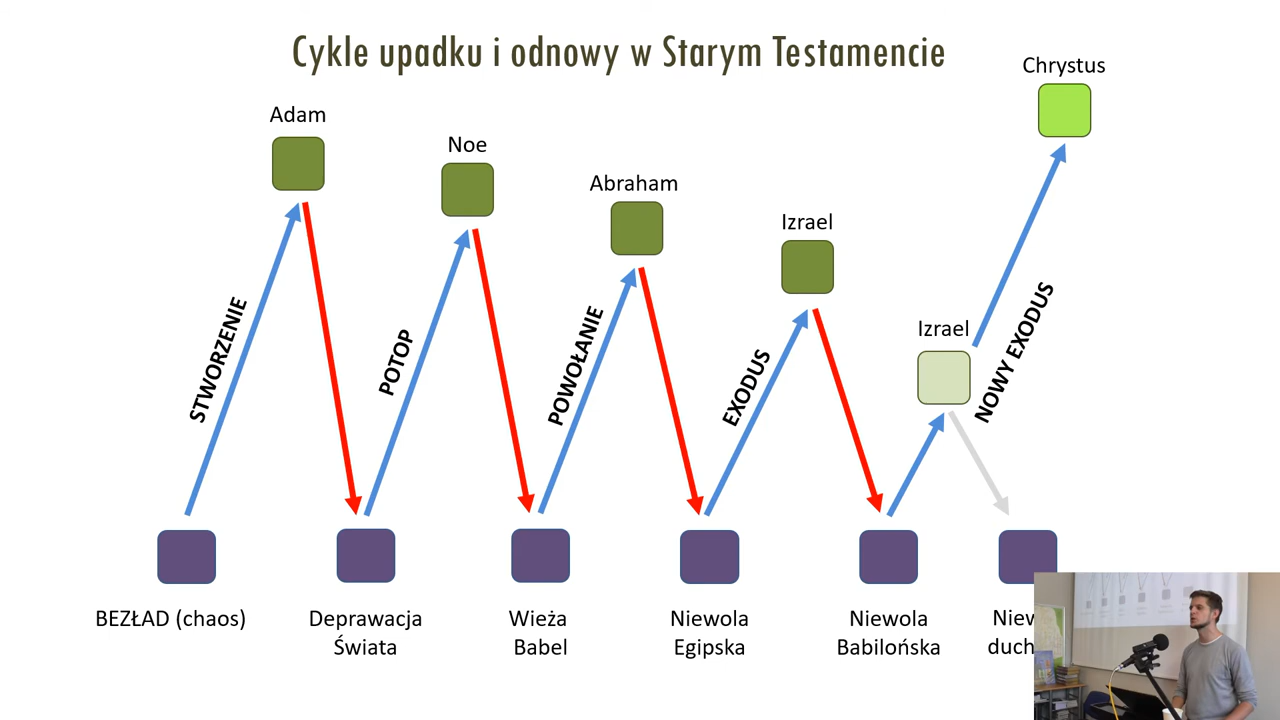 Cykle upadku i odnowy w Starym Testamencie
Chrystus
Adam
Noe
Abraham
Izrael
Izrael
STWORZENIE
POTOP
POWOŁANIE
EXODUS
NOWY EXODUS
BEZŁAD (chaos)
Deprawacja
Świata
Wieża
Babel
Niewola
Egipska
Niewola
Babilońska